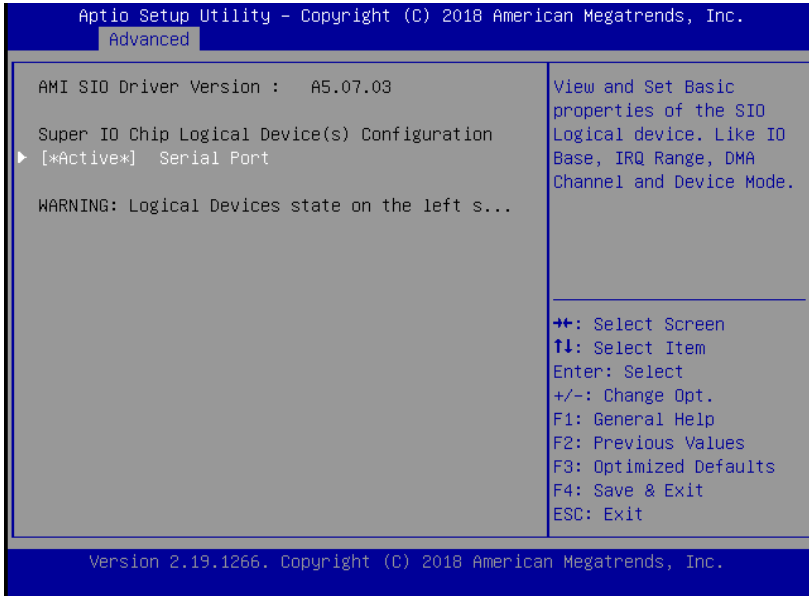 Aptio Setup Utility – Copyright (C) 2018 American Megatrends, Inc.
Advanced
AMI SIO Driver Version :   A5.07.03
Super IO Chip Logical Device(s) Configuration
[*Active*]  Serial Port
WARNING: Logical Devices state on the left s...
View and Set Basic
properties of the SIO
Logical device. Like IO
Base, IRQ Range, DMA
Channel and Device Mode.
→←: Select Screen
↑↓: Select Item
Enter: Select
+/-: Change Opt.
F1: General Help
F2: Previous Values
F3: Optimized Defaults
F4: Save & Exit
ESC: Exit
Version 2.19.1266. Copyright (C) 2018 American Megatrends, Inc.